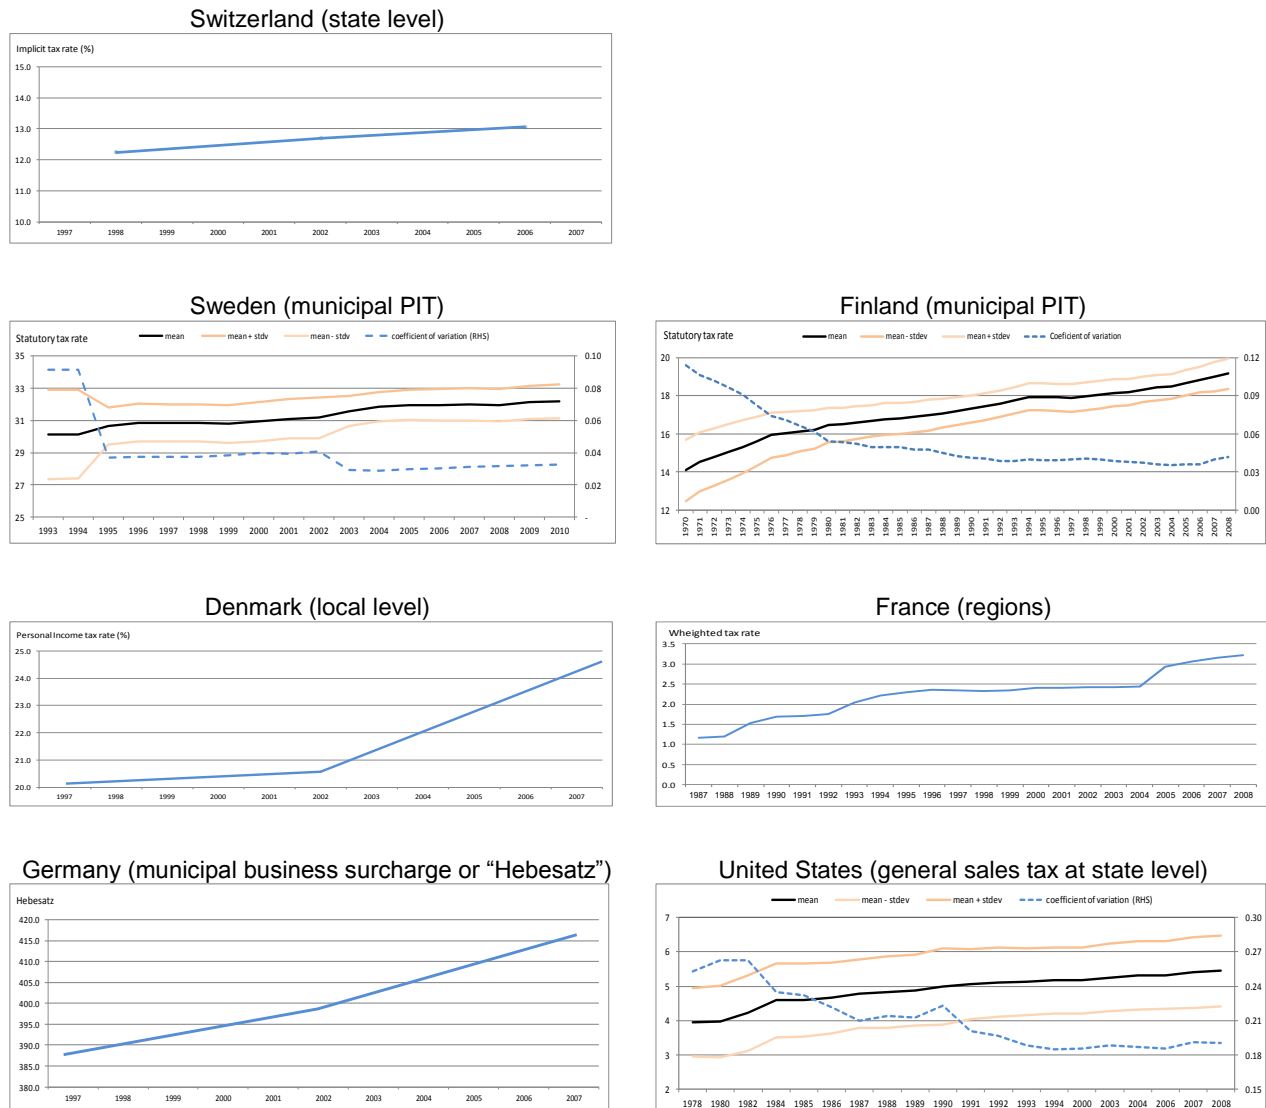 Switzerland (state level)
Implicit tax rate (%)
15.0
14.0
13.0
12.0
11.0
10.0
1997 1998 1999 2000 2001 2002 2003 2004 2005 2006 2007
Sweden (municipal PIT)
Statutory tax rate
mean mean + stdv mean - stdv coefficient of variation (RHS)
35 0.10
33 0.08
31 0.06
29 0.04
27 0.02
25 -
1993 1994 1995 1996 1997 1998 1999 2000 2001 2002 2003 2004 2005 2006 2007 2008 2009 2010
Finland (municipal PIT)
Statutory tax rate
mean mean - stdev mean + stdev Coeficient of variation
20 0.12
18 0.09
16 0.06
14 0.03
12 0.00
1970 1971 1972 1973 1974 1975 1976 1977 1978 1979 1980 1981 1982 1983 1984 1985 1986 1987 1988 1989 1990 1991 1992 1993 1994 1995 1996 1997 1998 1999 2000 2001 2002 2003 2004 2005 2006 2007 2008
Denmark (local level)
Personal Income tax rate (%)
25.0
24.0
23.0
22.0
21.0
20.0
1997 1998 1999 2000 2001 2002 2003 2004 2005 2006 2007
France (regions)
Wheighted tax rate
3.5
3.0
2.5
2.0
1.5
1.0
0.5
0.0
1987 1988 1989 1990 1991 1992 1993 1994 1995 1996 1997 1998 1999 2000 2001 2002 2003 2004 2005 2006 2007 2008
Germany (municipal business surcharge or “Hebesatz”)
Hebesatz
420.0
415.0
410.0
405.0
400.0
395.0
390.0
385.0
380.0
1997 1998 1999 2000 2001 2002 2003 2004 2005 2006 2007
United States (general sales tax at state level)
mean mean - stdev mean + stdev coefficient of variation (RHS)
7 0.30
6 0.27
5 0.24
4 0.21
3 0.18
2 0.15
1978 1980 1982 1984 1985 1986 1987 1988 1989 1990 1991 1992 1993 1994 1996 2000 2003 2004 2006 2007 2008